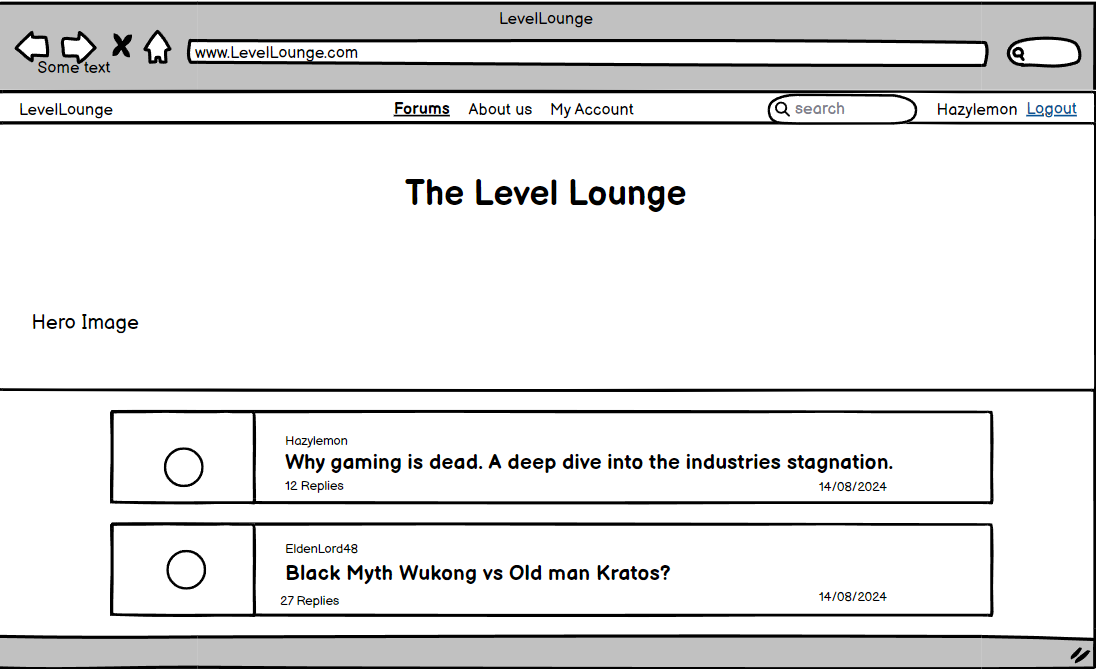 LevelLounge
www.LevelLounge.com
Some text
LevelLounge Forums About us My Account search Hazylemon Logout
The Level Lounge
Hero Image
Hazylemon
Why gaming is dead. A deep dive into the industries stagnation.
12 Replies 14/08/2024
EldenLord48
Black Myth Wukong vs Old man Kratos?
27 Replies 14/08/2024